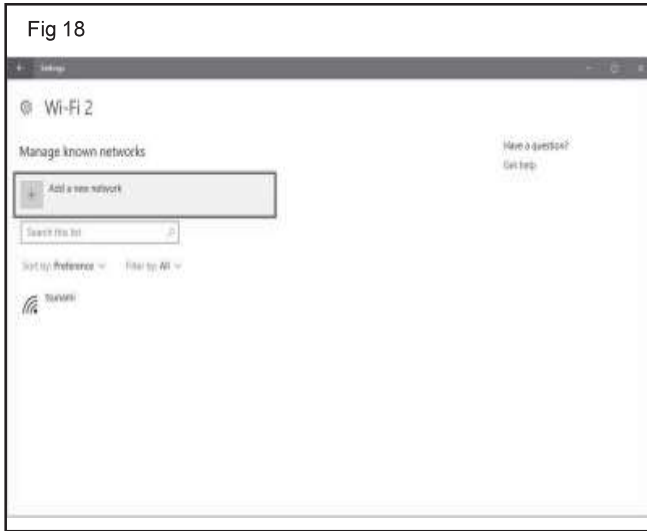 Fig 18
Settings
Wi-Fi 2
Manage known networks
Have a question?
Get help
+ Add a new network
Search this list
Sort by: Preference Filter by: All
Tsunami